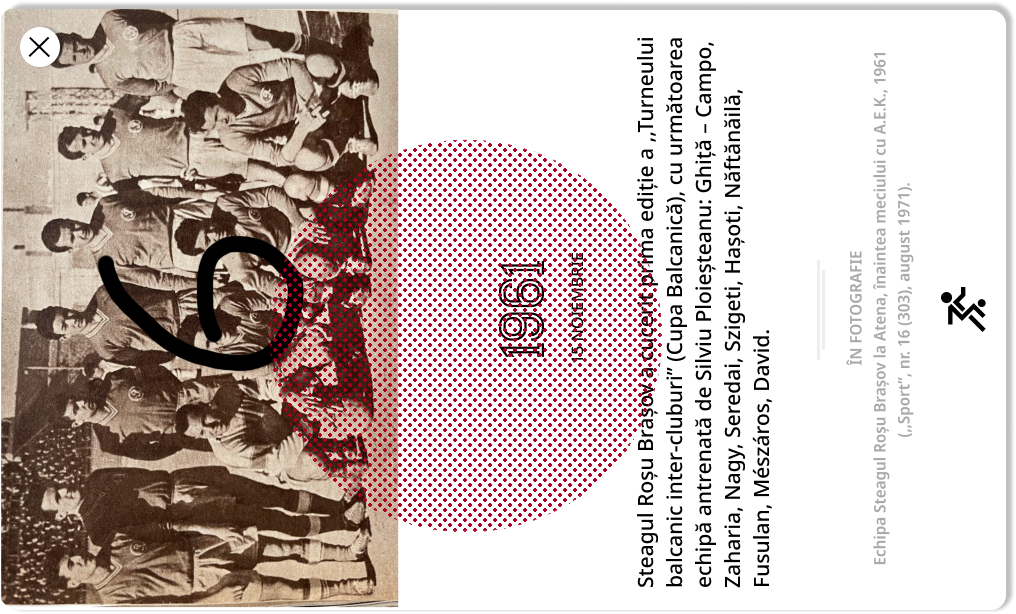 1961
15 NOIEMBRIE
Steagul Roșu Brașov a cucerit prima ediție a „Turneului
balcanic inter-cluburi” (Cupa Balcanică), cu următoarea
echipă antrenată de Silviu Ploieșteanu: Ghiță – Campo,
Zaharia, Nagy, Seredai, Szigeti, Hașoti, Năftănăilă,
Fusulan, Mészáros, David.
ÎN FOTOGRAFIE
Echipa Steagul Roșu Brașov la Atena, înaintea meciului cu A.E.K., 1961
(„Sport”, nr. 16 (303), august 1971).